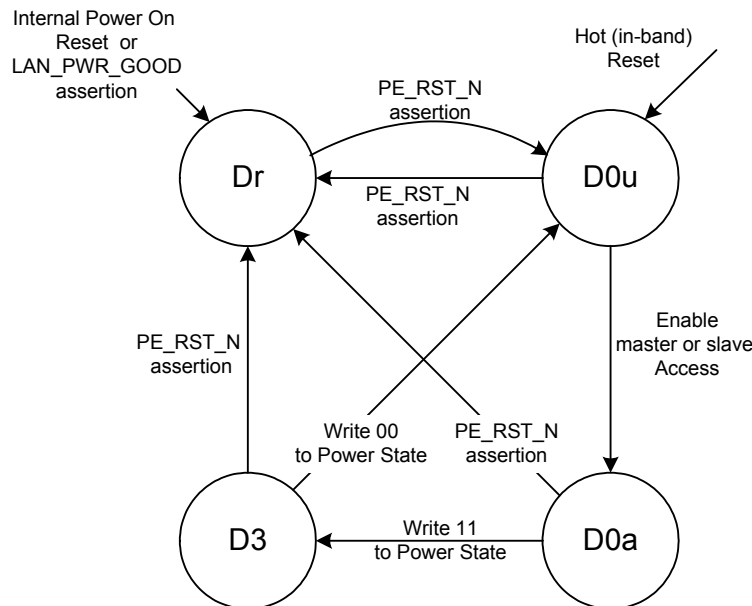 Internal Power On
Reset or
LAN_PWR_GOOD
assertion
Hot (in-band)
Reset
PE_RST_N
assertion
Dr
D0u
PE_RST_N
assertion
PE_RST_N
assertion
Enable
master or slave
Access
Write 00
to Power State
PE_RST_N
assertion
D3
Write 11
to Power State
D0a